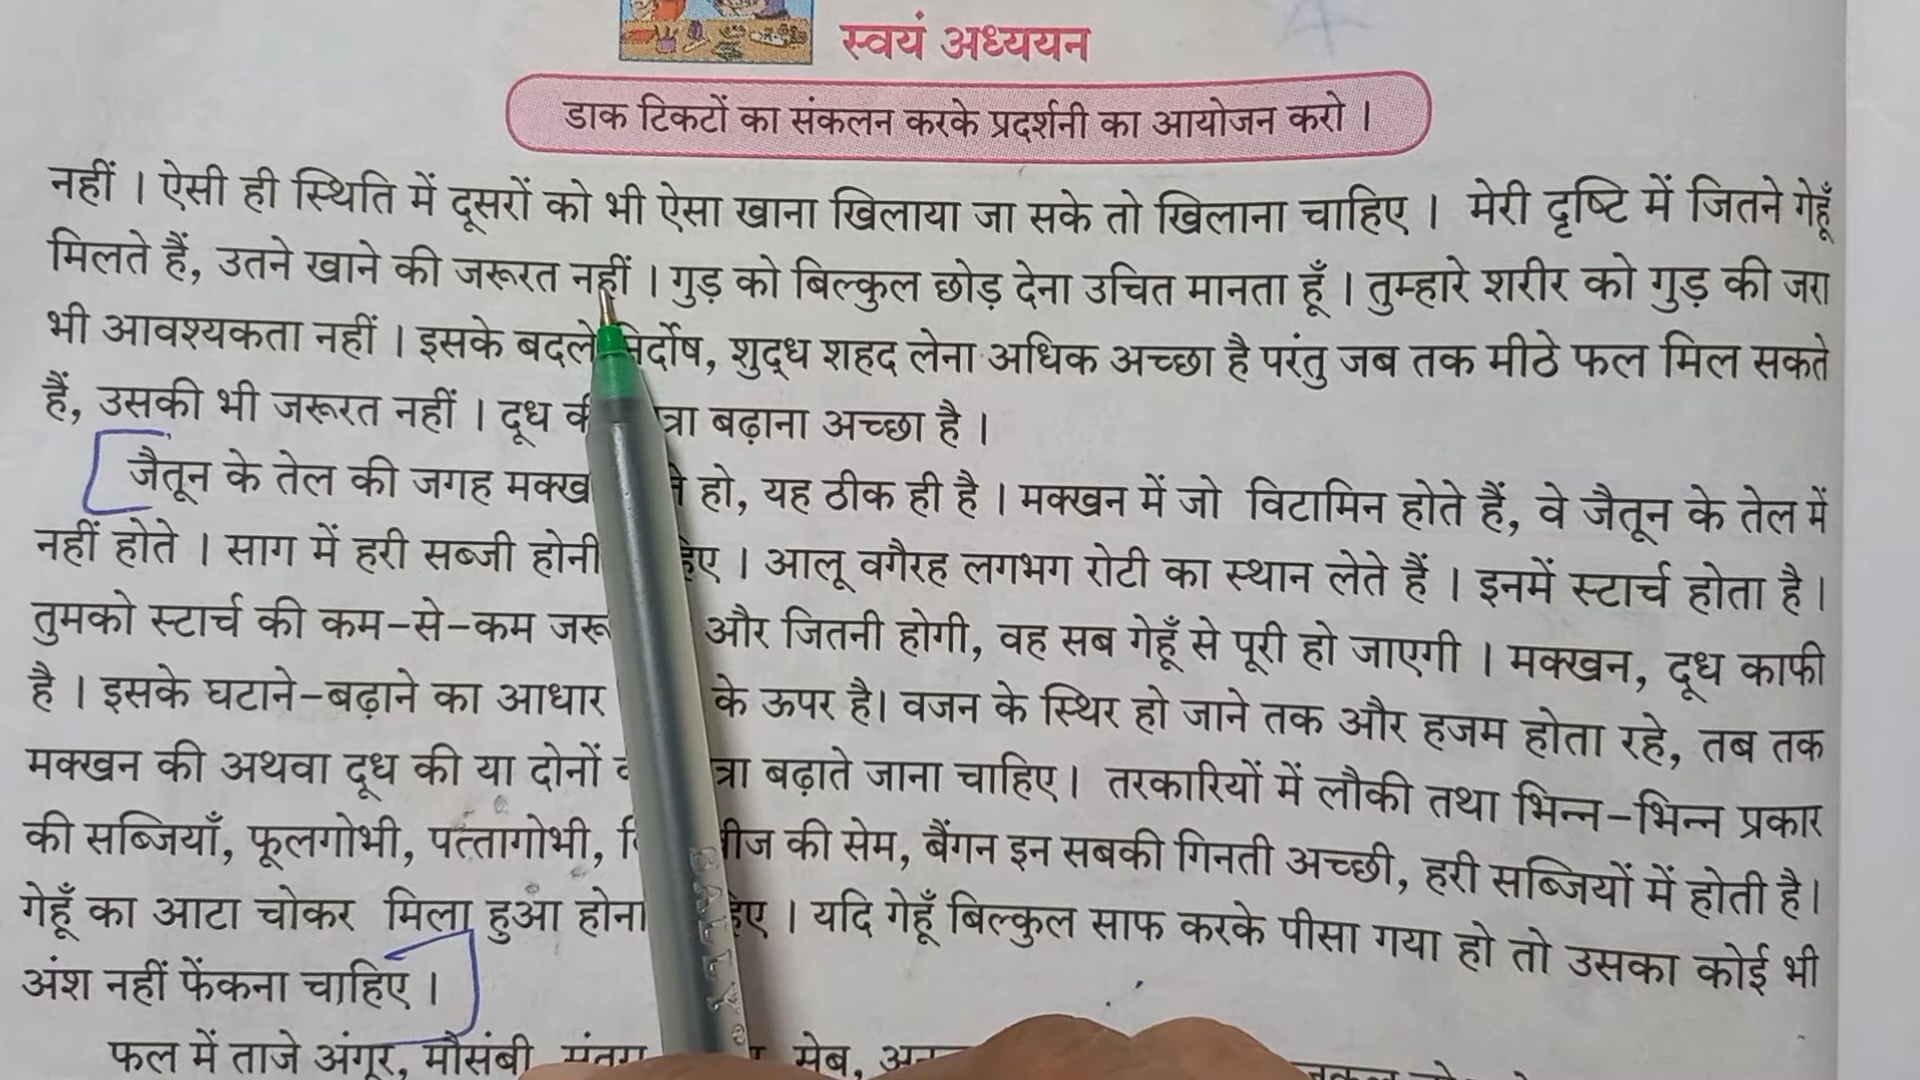 स्वयं अध्ययन
डाक टिकटों का संकलन करके प्रदर्शनी का आयोजन करो ।
नहीं । ऐसी ही स्थिति में दूसरों को भी ऐसा खाना खिलाया जा सके तो खिलाना चाहिए । मेरी दृष्टि में जितने गेहूँ
मिलते हैं, उतने खाने की जरूरत नहीं । गुड़ को बिल्कुल छोड़ देना उचित मानता हूँ । तुम्हारे शरीर को गुड़ की जरा
भी आवश्यकता नहीं । इसके बदले निर्दोष, शुद्ध शहद लेना अधिक अच्छा है परंतु जब तक मीठे फल मिल सकते
हैं, उसकी भी जरूरत नहीं । दूध बढ़ाना अच्छा है ।
जैतून के तेल की जगह हो, यह ठीक ही है । मक्खन में जो विटामिन होते हैं, वे जैतून के तेल में
नहीं होते । साग में हरी सब्जी होनी । आलू वगैरह लगभग रोटी का स्थान लेते हैं । इनमें स्टार्च होता है ।
तुमको स्टार्च की कम-से-कम और जितनी होगी, वह सब गेहूँ से पूरी हो जाएगी । मक्खन, दूध काफी
है । इसके घटाने-बढ़ाने का आधार के ऊपर है। वजन के स्थिर हो जाने तक और हजम होता रहे, तब तक
मक्खन की अथवा दूध की या दोनों बढ़ाते जाना चाहिए । तरकारियों में लौकी तथा भिन्न-भिन्न प्रकार
की सब्जियाँ, फूलगोभी, पत्तागोभी, की सेम, बैंगन इन सबकी गिनती अच्छी, हरी सब्जियों में होती है ।
गेहूँ का आटा चोकर मिला हुआ होना । यदि गेहूँ बिल्कुल साफ करके पीसा गया हो तो उसका कोई भी
अंश नहीं फेंकना चाहिए ।
फल में ताजे अंगूर, मौसंबी, सेब,